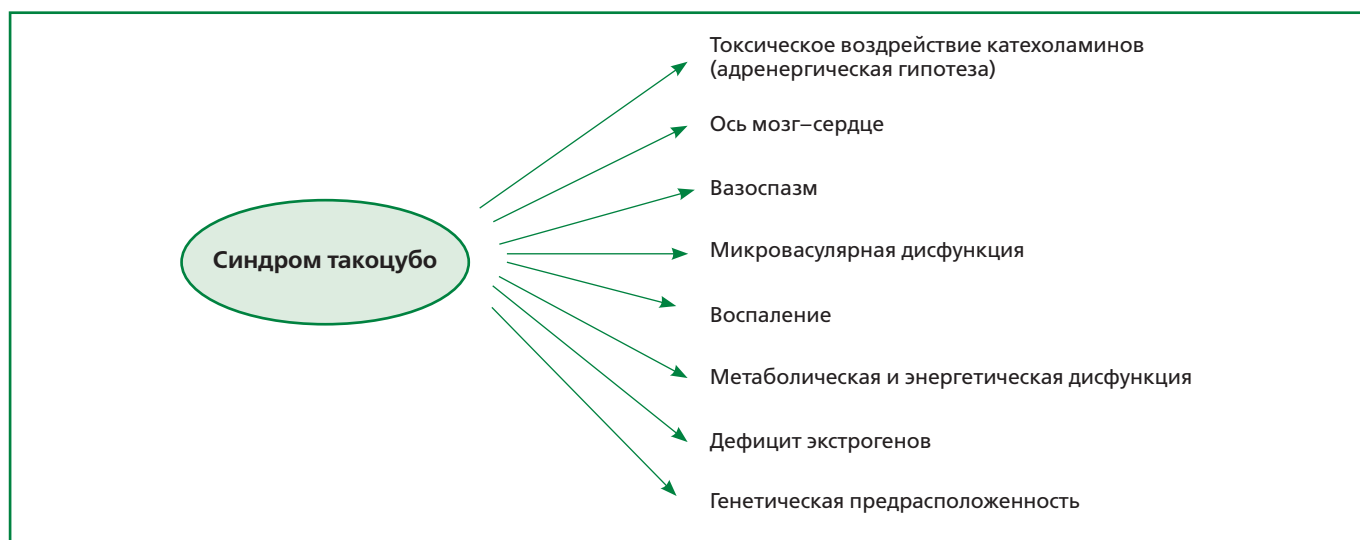 Токсическое воздрействие катехоламинов
(адренергическая гипотеза)
Ось мозг–сердце
Вазоспазм
Синдром такоцубо
Микровасулярная дисфункция
Воспаление
Метаболическая и энергетическая дисфункция
Дефицит экстрогенов
Генетическая предрасположенность